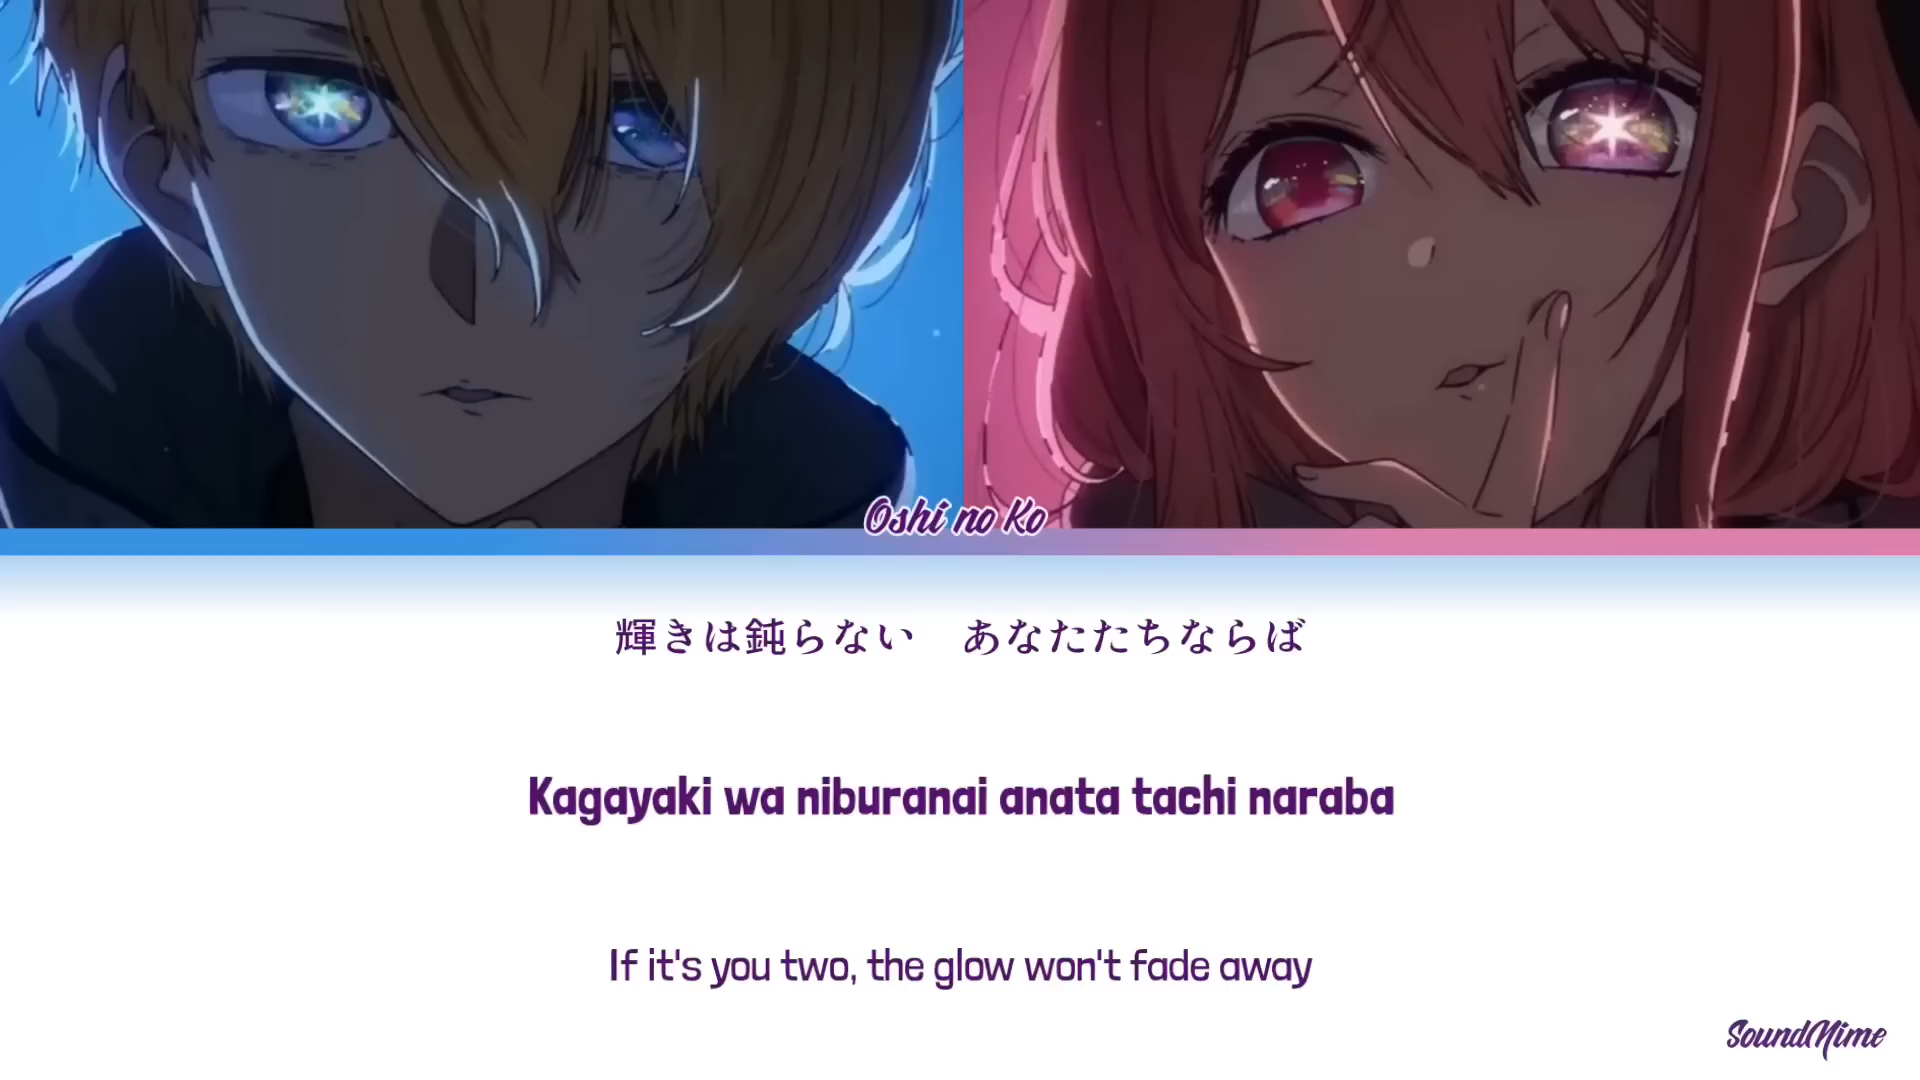 Oshi no Ko
輝きは鈍らない　あなたたちならば
Kagayaki wa niburanai anata tachi naraba
If it's you two, the glow won't fade away
SoundMime